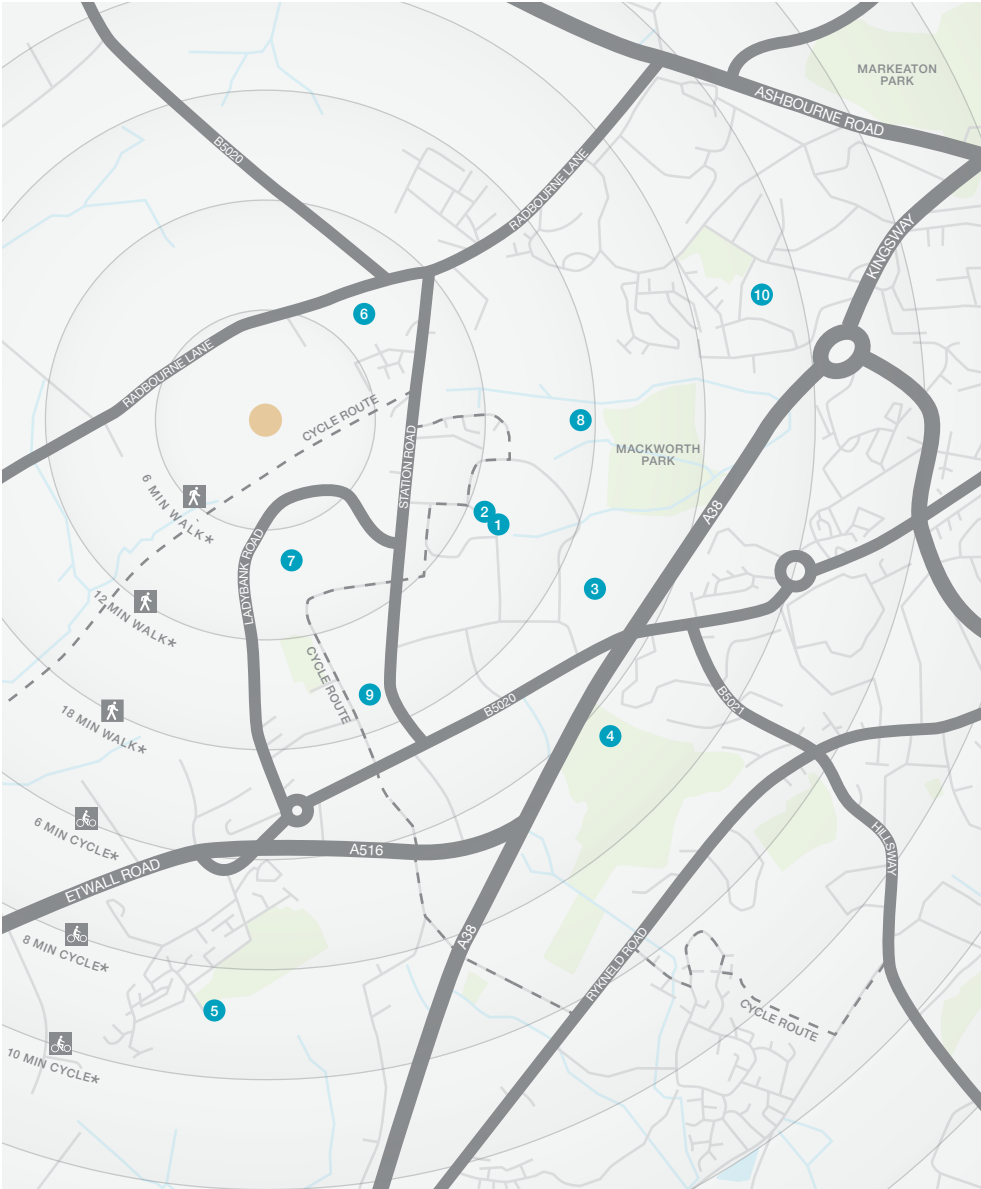 MARKEATON
PARK
ASHBOURNE ROAD
B5020
RADBOURNE LANE
KINGSWAY
10
6
RADBOURNE LANE
CYCLE ROUTE
8
MACKWORTH
PARK
STATION ROAD
6 MIN WALK*
2
1
A38
LADYBANK ROAD
7
3
12 MIN WALK*
CYCLE ROUTE
9
B5020
B5021
18 MIN WALK*
4
6 MIN CYCLE*
A516
HILLSWAY
ETWALL ROAD
8 MIN CYCLE*
A38
RYKNELD ROAD
5
CYCLE ROUTE
10 MIN CYCLE*